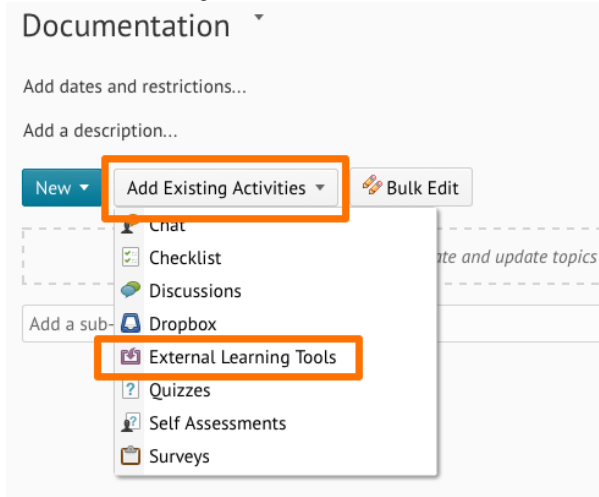 Documentation
Add dates and restrictions...
Add a description...
New Add Existing Activities Bulk Edit
Chat
Checklist
and update topics
Discussions
Add a sub-
Dropbox
External Learning Tools
Quizzes
Self Assessments
Surveys